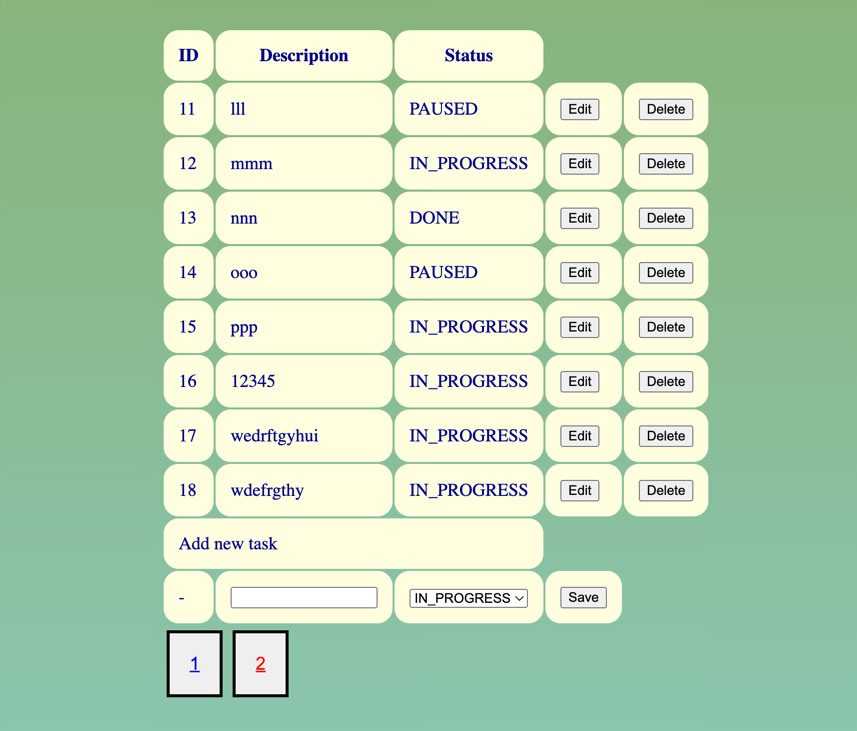 ID Description Status
11 lll PAUSED Edit Delete
12 mmm IN_PROGRESS Edit Delete
13 nnn DONE Edit Delete
14 ooo PAUSED Edit Delete
15 ppp IN_PROGRESS Edit Delete
16 12345 IN_PROGRESS Edit Delete
17 wedrftgyhui IN_PROGRESS Edit Delete
18 wdefrgthy IN_PROGRESS Edit Delete
Add new task
- IN_PROGRESS Save
1 2